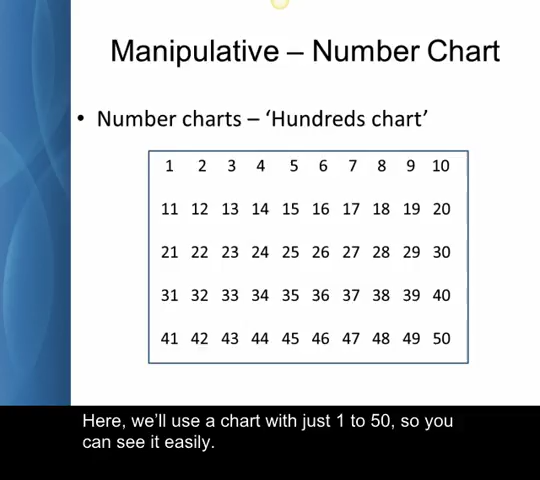 Manipulative – Number Chart
• Number charts – ‘Hundreds chart’
1 2 3 4 5 6 7 8 9 10
11 12 13 14 15 16 17 18 19 20
21 22 23 24 25 26 27 28 29 30
31 32 33 34 35 36 37 38 39 40
41 42 43 44 45 46 47 48 49 50
Here, we’ll use a chart with just 1 to 50, so you
can see it easily.